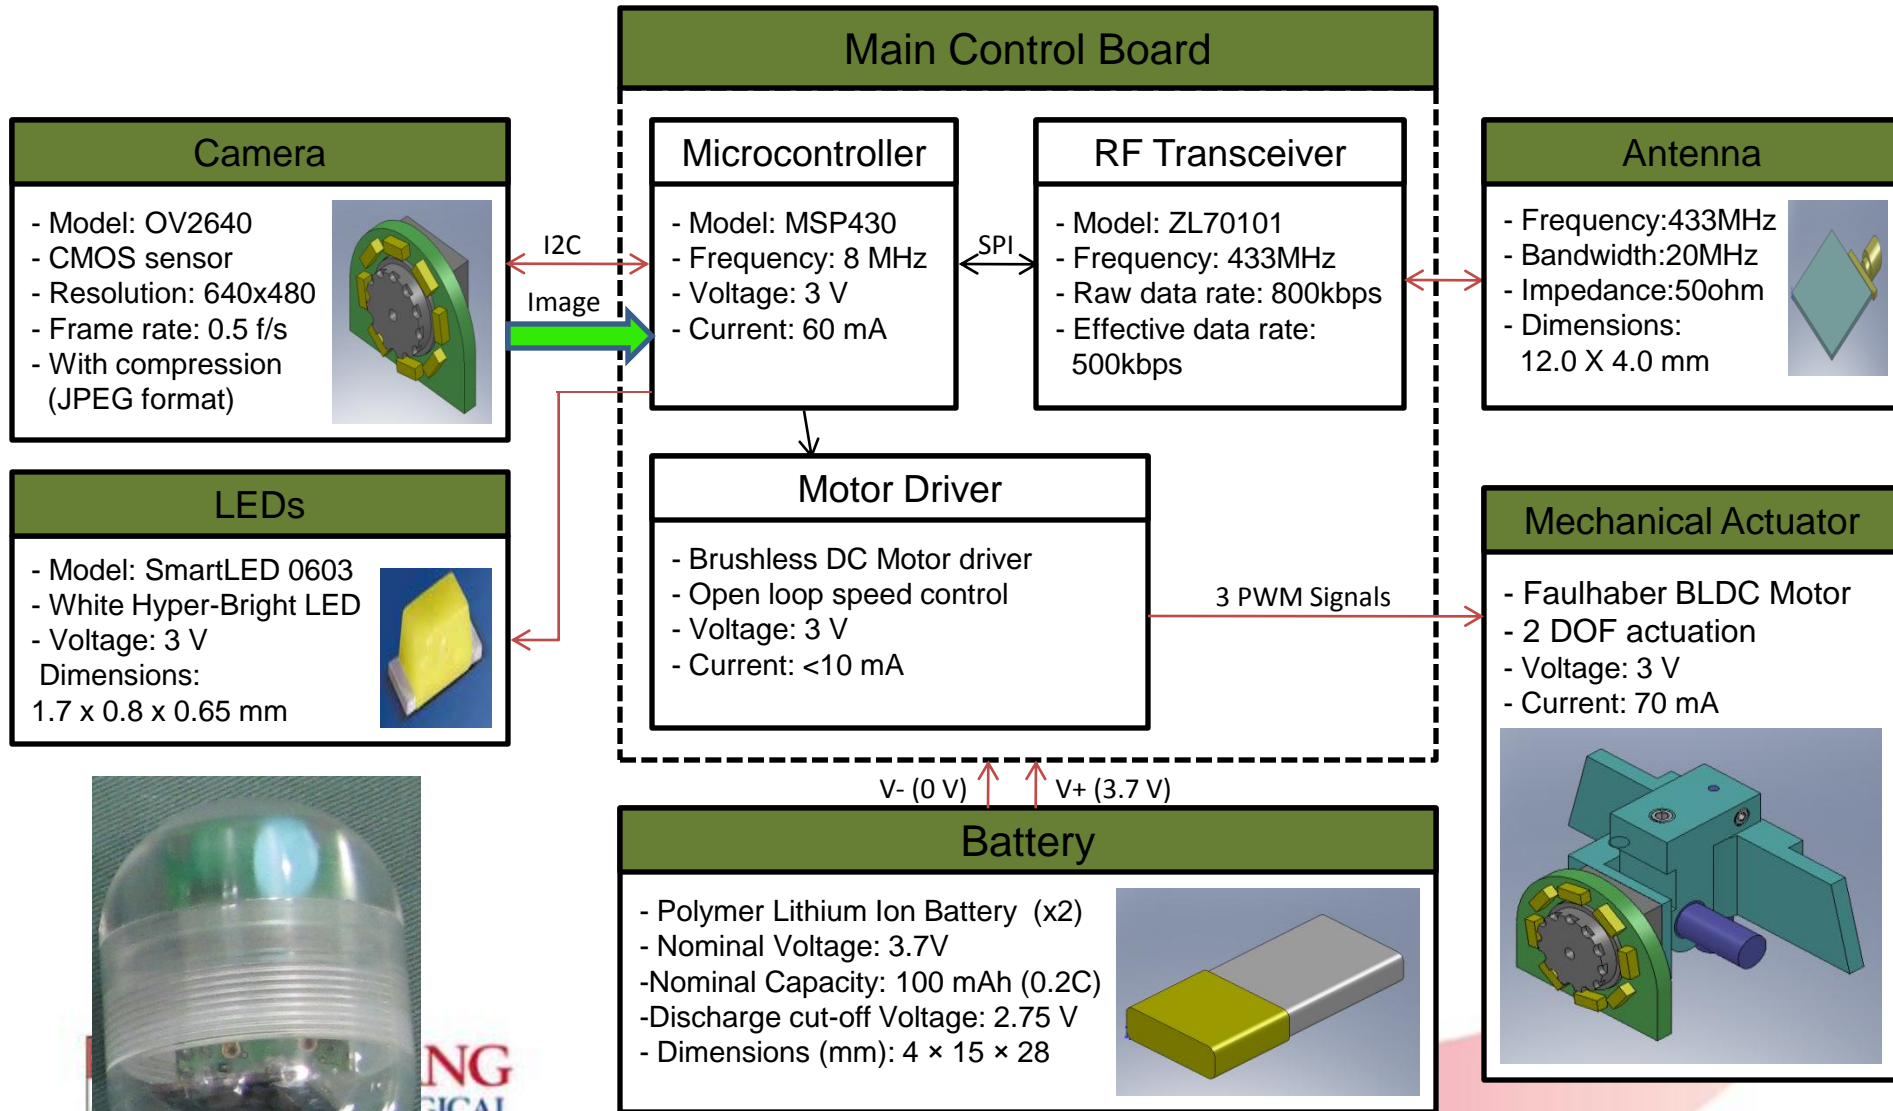 Main Control Board
Camera
- Model: OV2640
- CMOS sensor
- Resolution: 640x480
- Frame rate: 0.5 f/s
- With compression
(JPEG format)
I2C
Image
Microcontroller
- Model: MSP430
- Frequency: 8 MHz
- Voltage: 3 V
- Current: 60 mA
SPI
RF Transceiver
- Model: ZL70101
- Frequency: 433MHz
- Raw data rate: 800kbps
- Effective data rate:
500kbps
Antenna
- Frequency:433MHz
- Bandwidth:20MHz
- Impedance:50ohm
- Dimensions:
12.0 X 4.0 mm
LEDs
- Model: SmartLED 0603
- White Hyper-Bright LED
- Voltage: 3 V
Dimensions:
1.7 x 0.8 x 0.65 mm
Motor Driver
- Brushless DC Motor driver
- Open loop speed control
- Voltage: 3 V
- Current: <10 mA
3 PWM Signals
Mechanical Actuator
- Faulhaber BLDC Motor
- 2 DOF actuation
- Voltage: 3 V
- Current: 70 mA
V- (0 V)
V+ (3.7 V)
Battery
- Polymer Lithium Ion Battery (x2)
- Nominal Voltage: 3.7V
-Nominal Capacity: 100 mAh (0.2C)
-Discharge cut-off Voltage: 2.75 V
- Dimensions (mm): 4 × 15 × 28